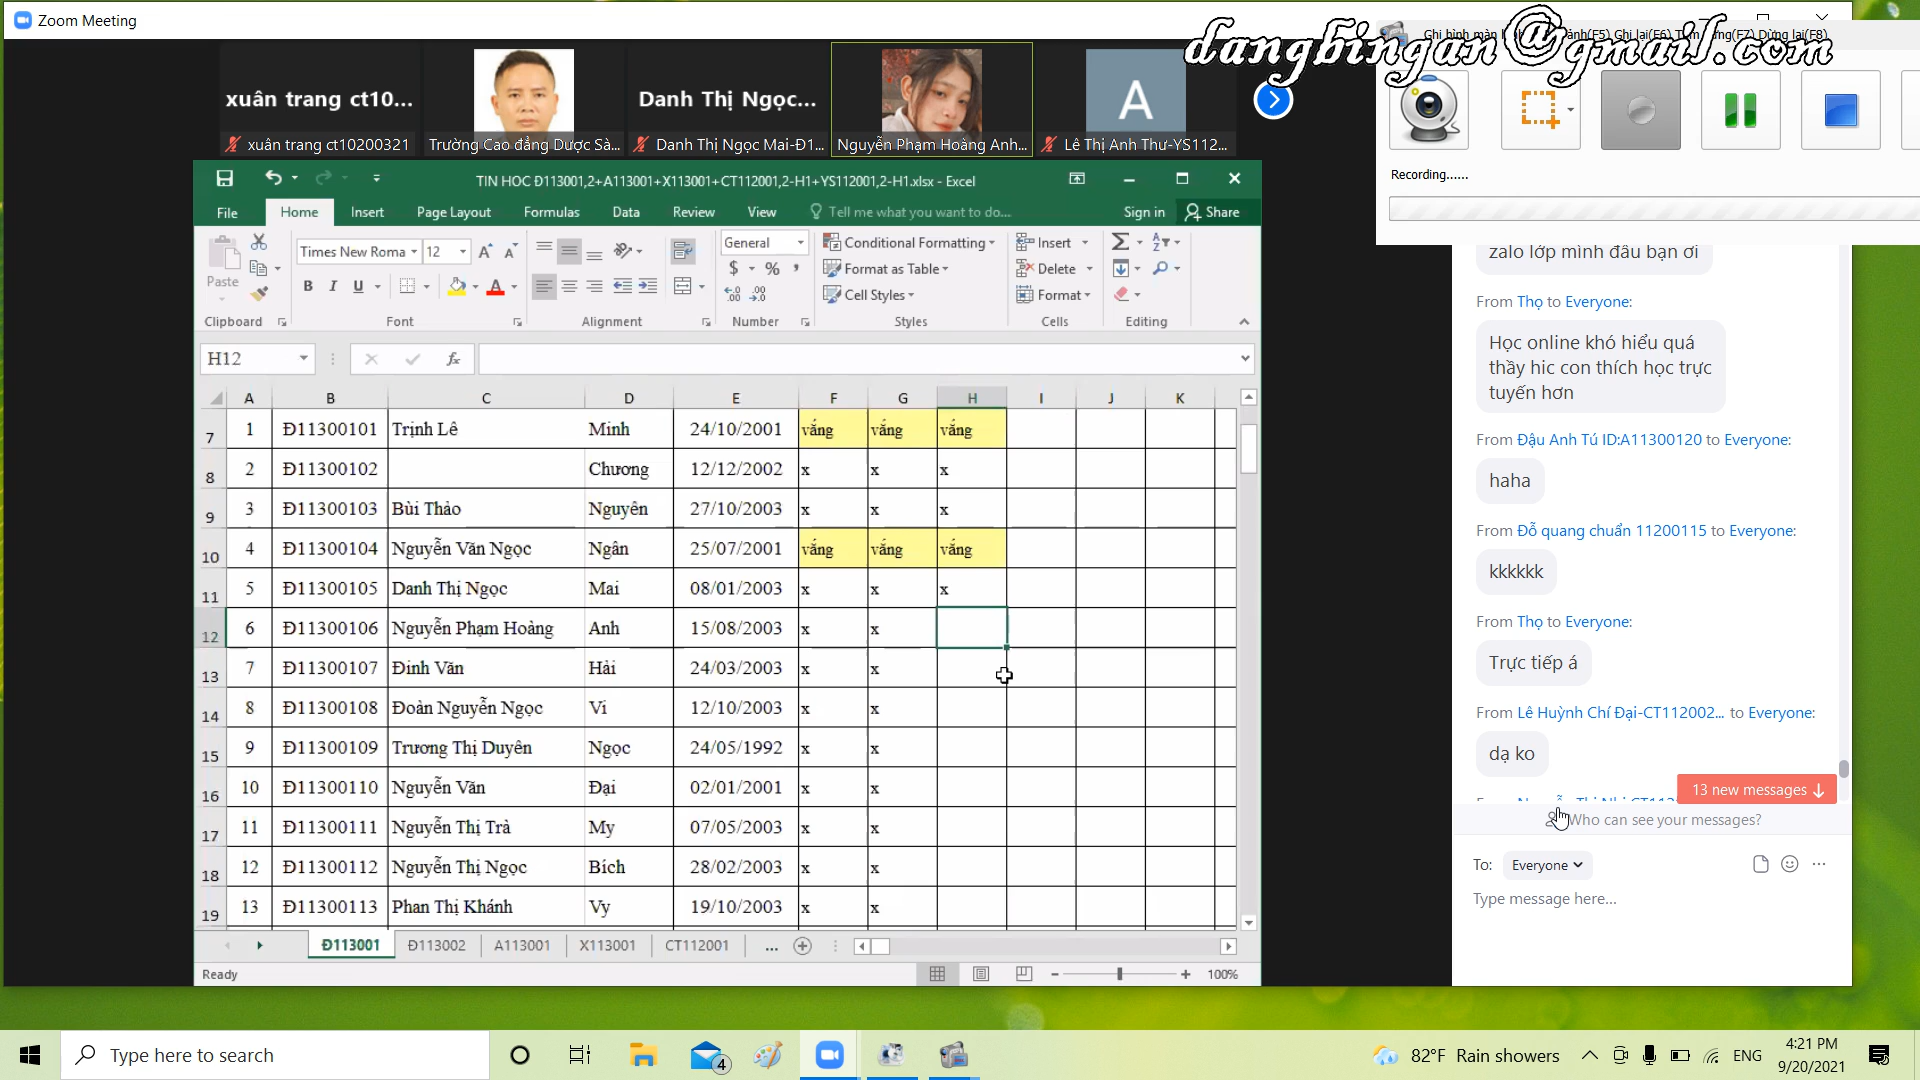 Zoom Meeting
dangbingan@gmail.com
xuân trang ct10...
Danh Thị Ngọc...
A
xuân trang ct10200321
Trường Cao đẳng Dược Sà...
Danh Thị Ngọc Mai-Đ1...
Nguyễn Phạm Hoàng Anh...
Lê Thị Anh Thư-YS112...
Recording......
TIN HOC Đ113001,2+A113001+X113001+CT112001,2-H1+YS112001,2-H1.xlsx - Excel
File Home Insert Page Layout Formulas Data Review View Tell me what you want to do... Sign in Share
Paste
Times New Roma 12
B I U
General
$ % ,
Conditional Formatting
Format as Table
Cell Styles
Insert
Delete
Format
Clipboard Font Alignment Number Styles Cells Editing
H12
fx
A B C D E F G H I J K
7 1 Đ11300101 Trịnh Lê Minh 24/10/2001 vắng vắng vắng
8 2 Đ11300102 Chương 12/12/2002 x x x
9 3 Đ11300103 Bùi Thảo Nguyên 27/10/2003 x x x
10 4 Đ11300104 Nguyễn Văn Ngọc Ngân 25/07/2001 vắng vắng vắng
11 5 Đ11300105 Danh Thị Ngọc Mai 08/01/2003 x x x
12 6 Đ11300106 Nguyễn Phạm Hoàng Anh 15/08/2003 x x
13 7 Đ11300107 Đinh Văn Hải 24/03/2003 x x
14 8 Đ11300108 Đoàn Nguyễn Ngọc Vi 12/10/2003 x x
15 9 Đ11300109 Trương Thị Duyên Ngọc 24/05/1992 x x
16 10 Đ11300110 Nguyễn Văn Đại 02/01/2001 x x
17 11 Đ11300111 Nguyễn Thị Trà My 07/05/2003 x x
18 12 Đ11300112 Nguyễn Thị Ngọc Bích 28/02/2003 x x
19 13 Đ11300113 Phan Thị Khánh Vy 19/10/2003 x x
Đ113001 Đ113002 A113001 X113001 CT112001 ...
Ready
100%
zalo lớp mình đâu bạn ơi
From Thọ to Everyone:
Học online khó hiểu quá
thầy hic con thích học trực
tuyến hơn
From Đậu Anh Tú ID:A11300120 to Everyone:
haha
From Đỗ quang chuẩn 11200115 to Everyone:
kkkkkk
From Thọ to Everyone:
Trực tiếp á
From Lê Huỳnh Chí Đại-CT112002... to Everyone:
dạ ko
13 new messages
Who can see your messages?
To: Everyone
Type message here...
Type here to search
4
82°F Rain showers
ENG
4:21 PM
9/20/2021